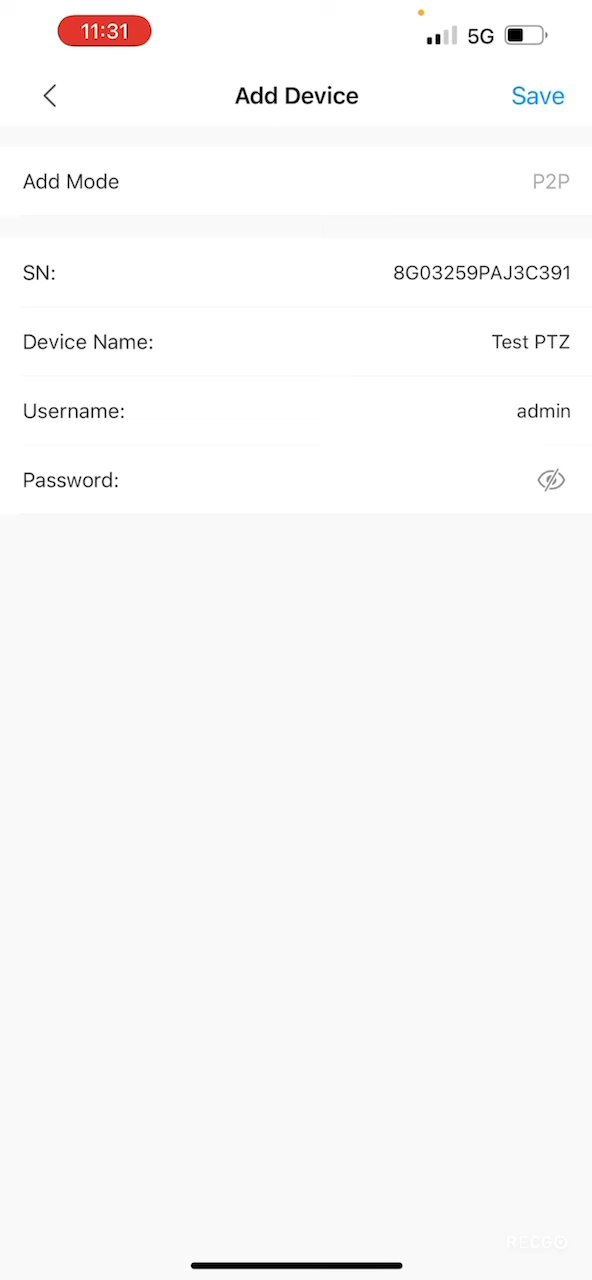 11:31
5G
Add Device
Save
Add Mode
P2P
SN:
8G03259PAJ3C391
Device Name:
Test PTZ
Username:
admin
Password:
RECGO